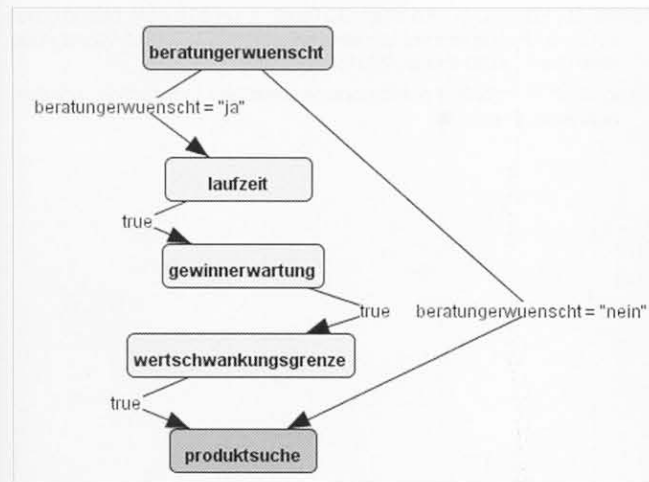 beratungerwuenscht
beratungerwuenscht = "ja"
laufzeit
true
gewinnerwartung
true
beratungerwuenscht = "nein"
wertschwankungsgrenze
true
produktsuche